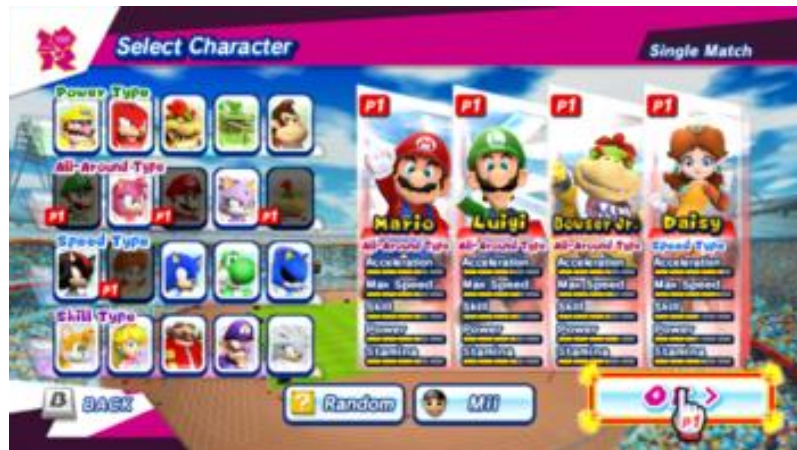 Select Character
Single Match
Power Type
All-Around Type
P1 P1 P1
Speed Type
P1
Skill Type
P1 P1 P1 P1
Mario Luigi Bowser Jr. Daisy
All-Around Type All-Around Type All-Around Type Speed Type
Acceleration Acceleration Acceleration Acceleration
Max Speed Max Speed Max Speed Max Speed
Skill Skill Skill Skill
Power Power Power Power
Stamina Stamina Stamina Stamina
B BACK
? Random
Mii
OK >
P1